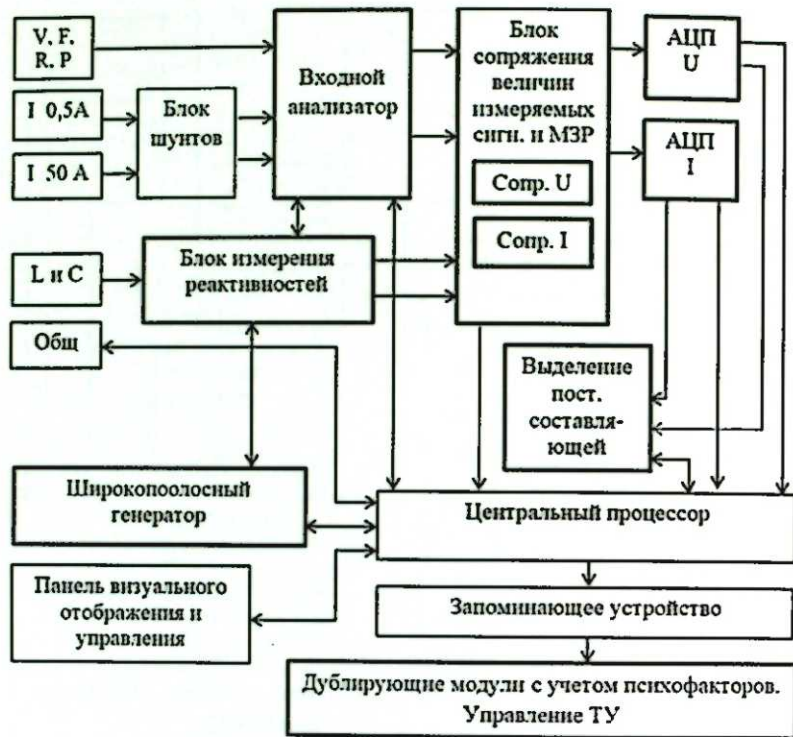 V, F,
R, P
I 0,5А
I 50 А
Блок
шунтов
Входной
анализатор
Блок
сопряжения
величин
измеряемых
сигн. и МЗР
Сопр. U
Сопр. I
АЦП
U
АЦП
I
L и C
Блок измерения
реактивностей
Общ
Выделение
пост.
составля-
ющей
Широкопоолосный
генератор
Центральный процессор
Панель визуального
отображения и
управления
Запоминающее устройство
Дублирующие модули с учетом психофакторов.
Управление ТУ